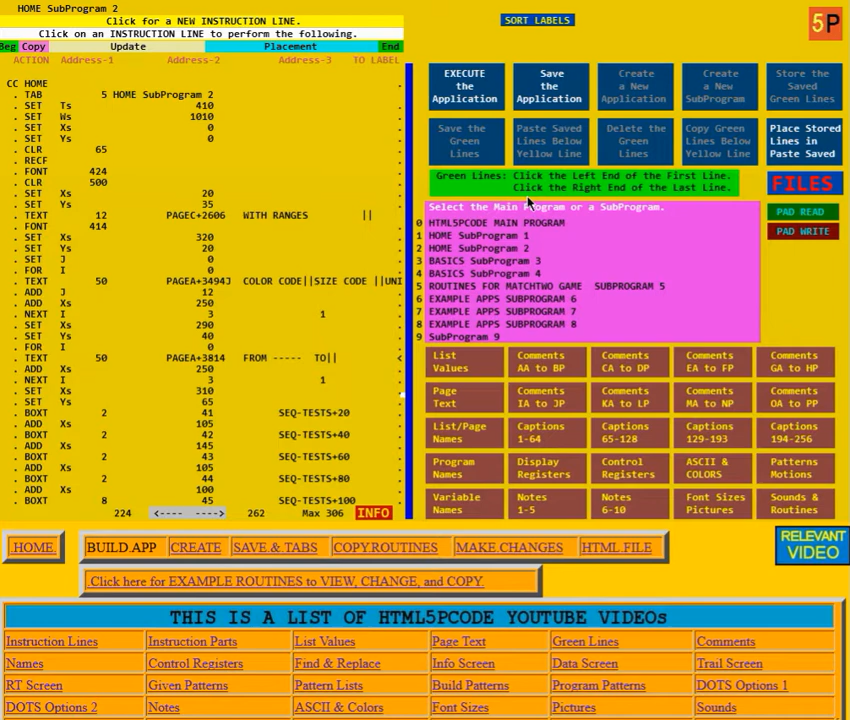 HOME SubProgram 2
Click for a NEW INSTRUCTION LINE.
Click on an INSTRUCTION LINE to perform the following.
Beg Copy Update Placement End
ACTION Address-1 Address-2 Address-3 TO LABEL
CC HOME .
. TAB 5 HOME SubProgram 2 .
. SET Ts 410 .
. SET Ws 1010 .
. SET Xs 0 .
. SET Ys 0 .
. CLR 65 .
. RECF .
. FONT 424 .
. CLR 500 .
. SET Xs 20 .
. SET Ys 35 .
. TEXT 12 PAGEC+2606 WITH RANGES || .
. FONT 414 .
. SET Xs 320 .
. SET Ys 20 .
. SET J 0 .
. FOR I 0 .
. TEXT 50 PAGEA+3494J COLOR CODE||SIZE CODE ||UNI
. ADD J 12 .
. ADD Xs 250 .
. NEXT I 3 1 .
. SET Xs 290 .
. SET Ys 40 .
. FOR I 0 .
. TEXT 50 PAGEA+3814 FROM ----- TO|| <
. ADD Xs 250 .
. NEXT I 3 1 .
. SET Xs 310 .
. SET Ys 65 .
. BOXT 2 41 SEQ-TESTS+20 .
. ADD Xs 105 .
. BOXT 2 42 SEQ-TESTS+40 .
. ADD Xs 145 .
. BOXT 2 43 SEQ-TESTS+60 .
. ADD Xs 105 .
. BOXT 2 44 SEQ-TESTS+80 .
. ADD Xs 100 .
. BOXT 8 45 SEQ-TESTS+100 .
224 <---- ----> 262 Max 306 INFO
SORT LABELS
5P
EXECUTE the Application
Save the Application
Create a New Application
Create a New SubProgram
Store the Saved Green Lines
Save the Green Lines
Paste Saved Lines Below Yellow Line
Delete the Green Lines
Copy Green Lines Below Yellow Line
Place Stored Lines in Paste Saved
Green Lines: Click the Left End of the First Line.
Click the Right End of the Last Line.
FILES
PAD READ
PAD WRITE
Select the Main Program or a SubProgram.
0 HTML5PCODE MAIN PROGRAM
1 HOME SubProgram 1
2 HOME SubProgram 2
3 BASICS SubProgram 3
4 BASICS SubProgram 4
5 ROUTINES FOR MATCHTWO GAME SUBPROGRAM 5
6 EXAMPLE APPS SUBPROGRAM 6
7 EXAMPLE APPS SUBPROGRAM 7
8 EXAMPLE APPS SUBPROGRAM 8
9 SubProgram 9
List Values
Comments AA to BP
Comments CA to DP
Comments EA to FP
Comments GA to HP
Page Text
Comments IA to JP
Comments KA to LP
Comments MA to NP
Comments OA to PP
List/Page Names
Captions 1-64
Captions 65-128
Captions 129-193
Captions 194-256
Program Names
Display Registers
Control Registers
ASCII & COLORS
Patterns Motions
Variable Names
Notes 1-5
Notes 6-10
Font Sizes Pictures
Sounds & Routines
HOME BUILD.APP CREATE SAVE & TABS COPY.ROUTINES MAKE.CHANGES HTML.FILE
RELEVANT VIDEO
Click here for EXAMPLE ROUTINES to VIEW, CHANGE, and COPY.
THIS IS A LIST OF HTML5PCODE YOUTUBE VIDEOs
Instruction Lines Instruction Parts List Values Page Text Green Lines Comments
Names Control Registers Find & Replace Info Screen Data Screen Trail Screen
RT Screen Given Patterns Pattern Lists Build Patterns Program Patterns DOTS Options 1
DOTS Options 2 Notes ASCII & Colors Font Sizes Pictures Sounds